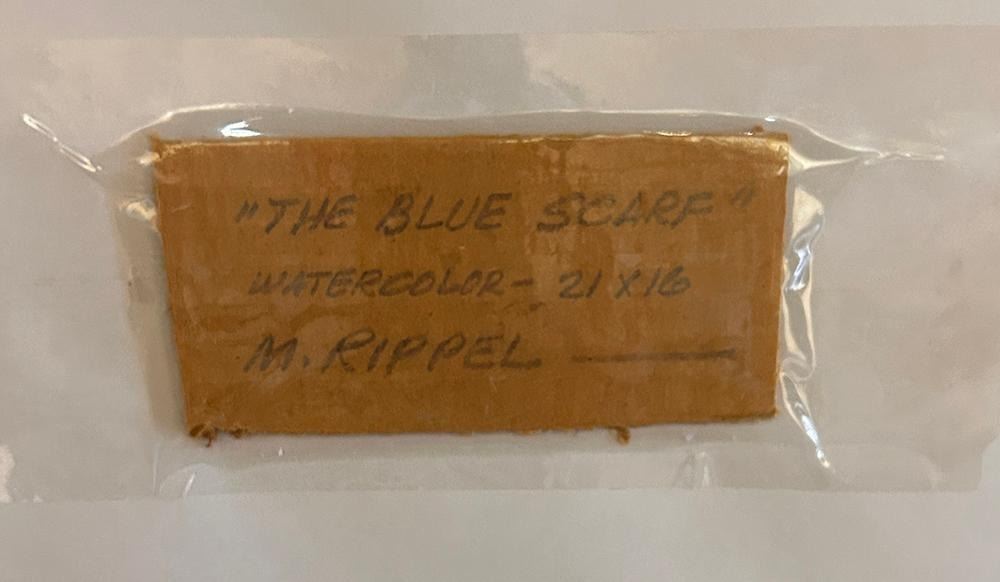 "THE BLUE SCARF"
WATERCOLOR - 21 X 16
M. RIPPEL